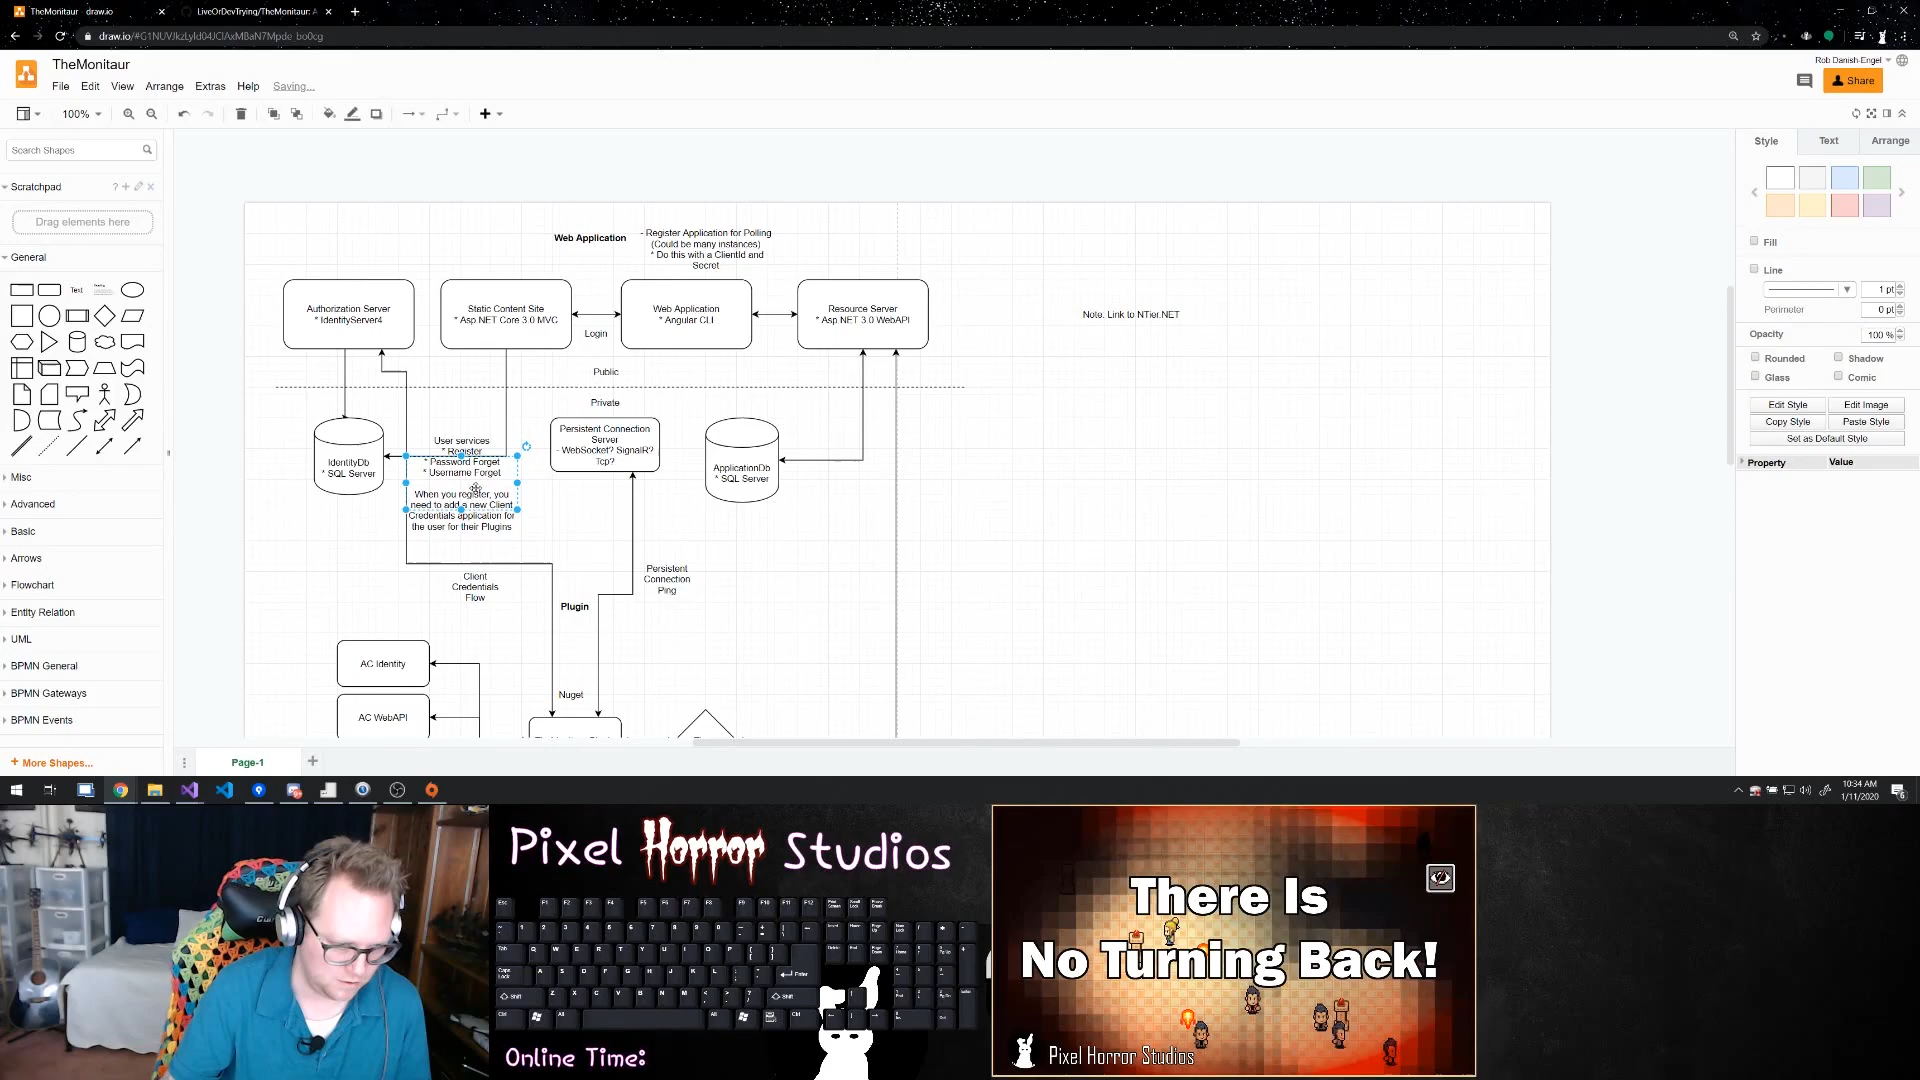 TheMonitaur draw.io
LiveOrDevTrying/TheMonitaur: A
TheMonitaur
Rob Danish-Engel
File Edit View Arrange Extras Help Saving...
Share
100%
Search Shapes
Scratchpad
Drag elements here
General
Text
Misc
Advanced
Basic
Arrows
Flowchart
Entity Relation
UML
BPMN General
BPMN Gateways
BPMN Events
+ More Shapes...
Page-1
Web Application
- Register Application for Polling
(Could be many instances)
* Do this with a ClientId and
Secret
Authorization Server
* IdentityServer4
Static Content Site
* Asp.NET Core 3.0 MVC
Login
Web Application
* Angular CLI
Resource Server
* Asp.NET 3.0 WebAPI
Note: Link to NTier.NET
Public
Private
IdentityDb
* SQL Server
User services
* Register
* Password Forget
* Username Forget
When you register, you
need to add a new Client
Credentials application for
the user for their Plugins
Persistent Connection
Server
- WebSocket? SignalR?
Tcp?
ApplicationDb
* SQL Server
Client
Credentials
Flow
Persistent
Connection
Ping
Plugin
AC Identity
AC WebAPI
Nuget
Style Text Arrange
Fill
Line
1 pt
Perimeter
0 pt
Opacity
100 %
Rounded
Shadow
Glass
Comic
Edit Style
Edit Image
Copy Style
Paste Style
Set as Default Style
Property
Value
10:34 AM
1/11/2020
Pixel Horror Studios
Online Time:
There Is
No Turning Back!
Pixel Horror Studios